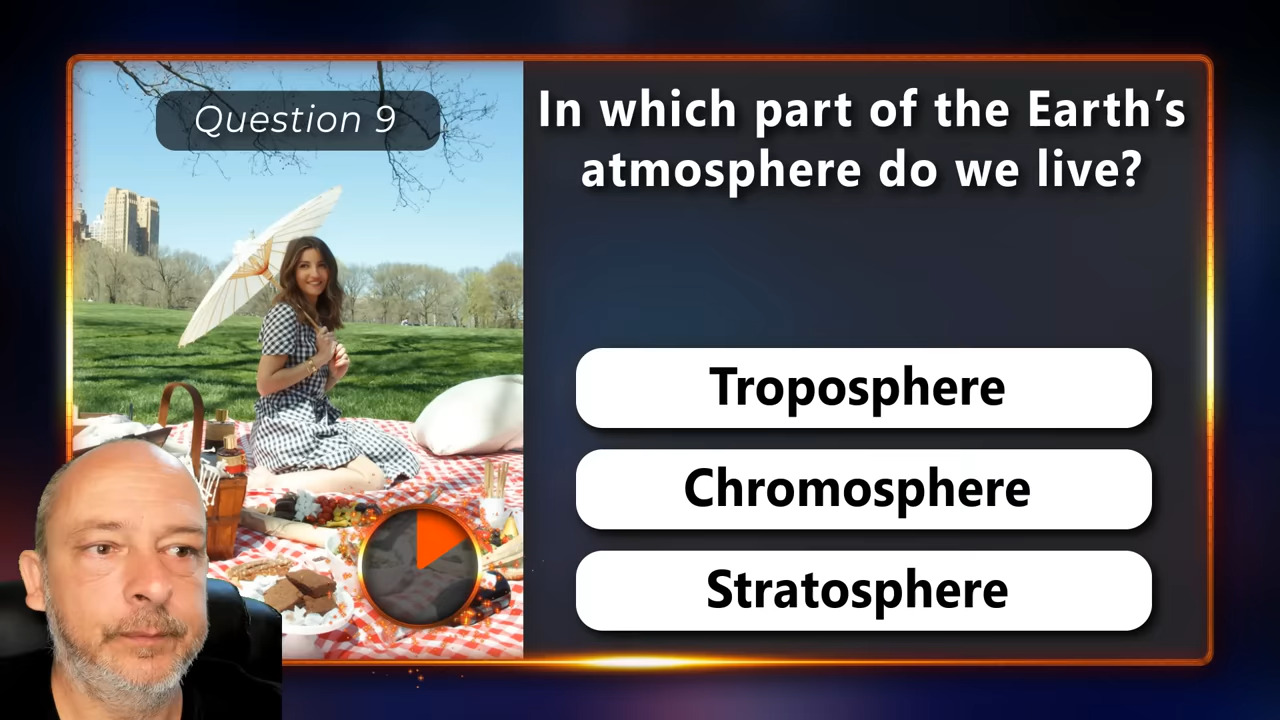 Question 9
In which part of the Earth’s
atmosphere do we live?
Troposphere
Chromosphere
Stratosphere